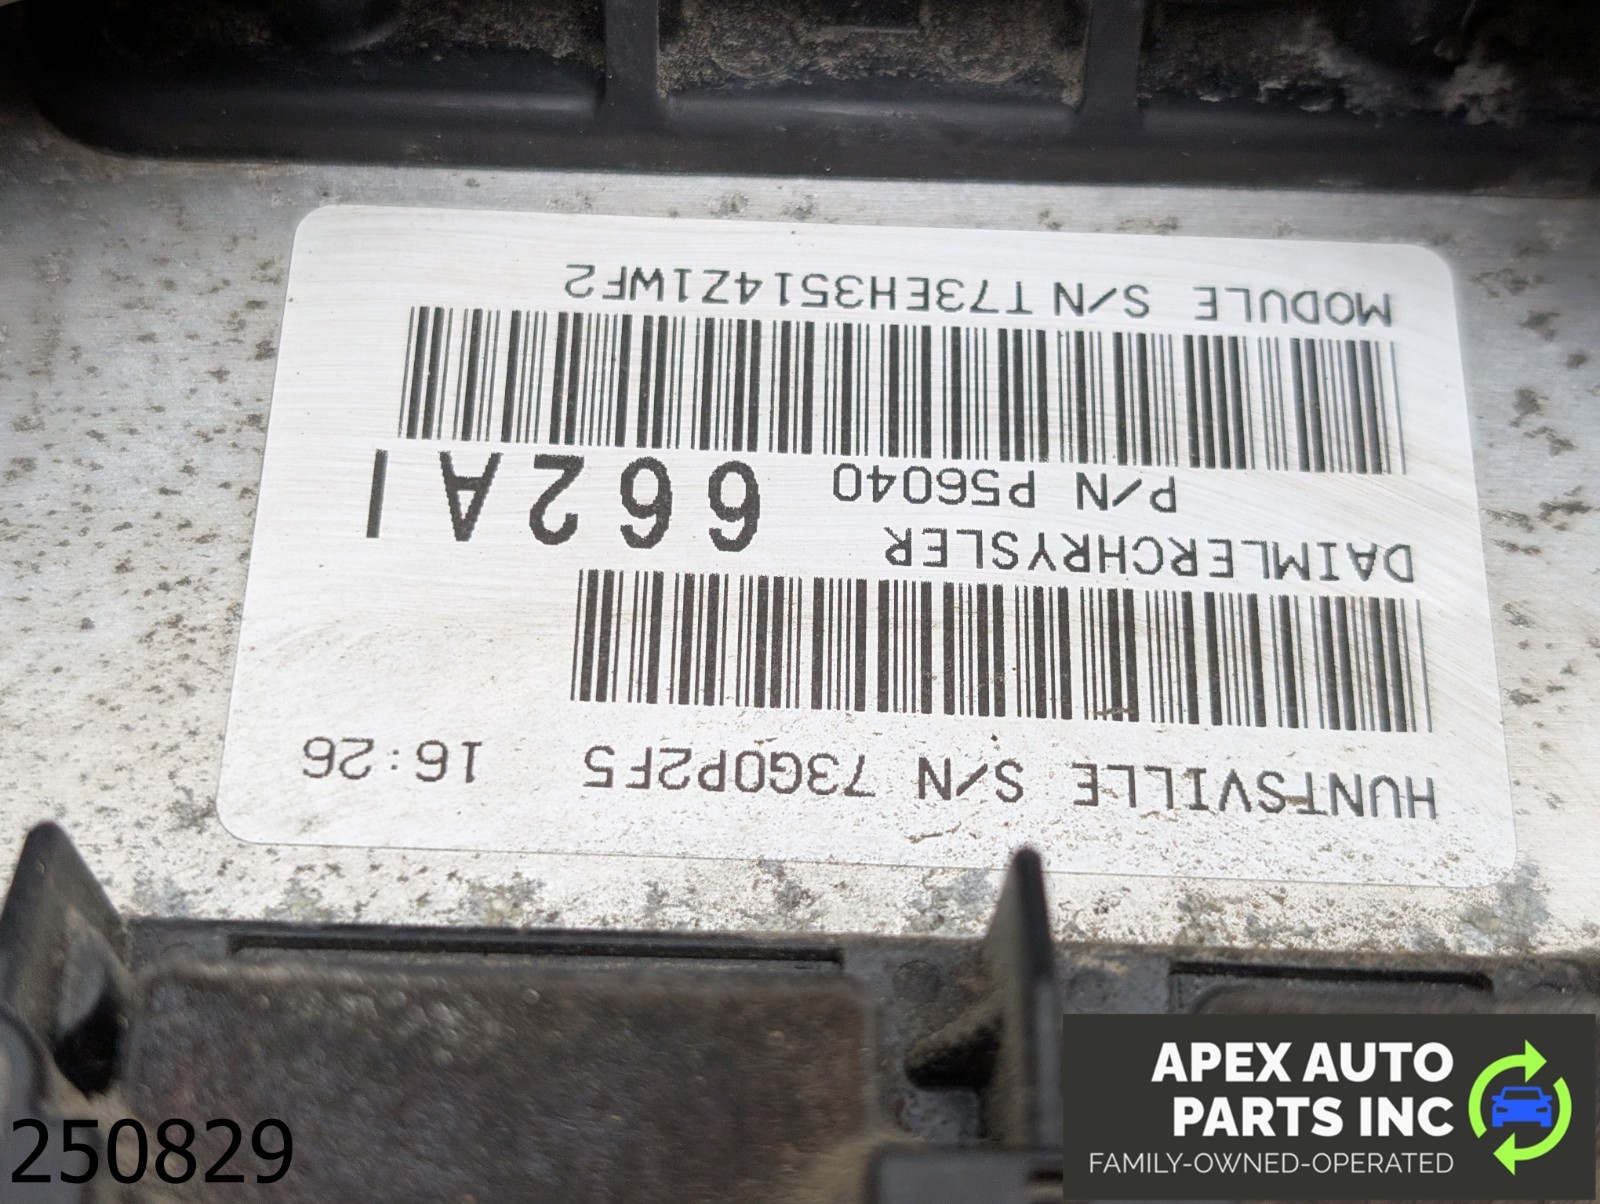 HUNTSVILLE S/N 73G0P2F5 16:26
DAIMLERCHRYSLER
P/N P56040 662AI
MODULE S/N T73EH3514Z1WF2
250829
APEX AUTO
PARTS INC
FAMILY-OWNED-OPERATED